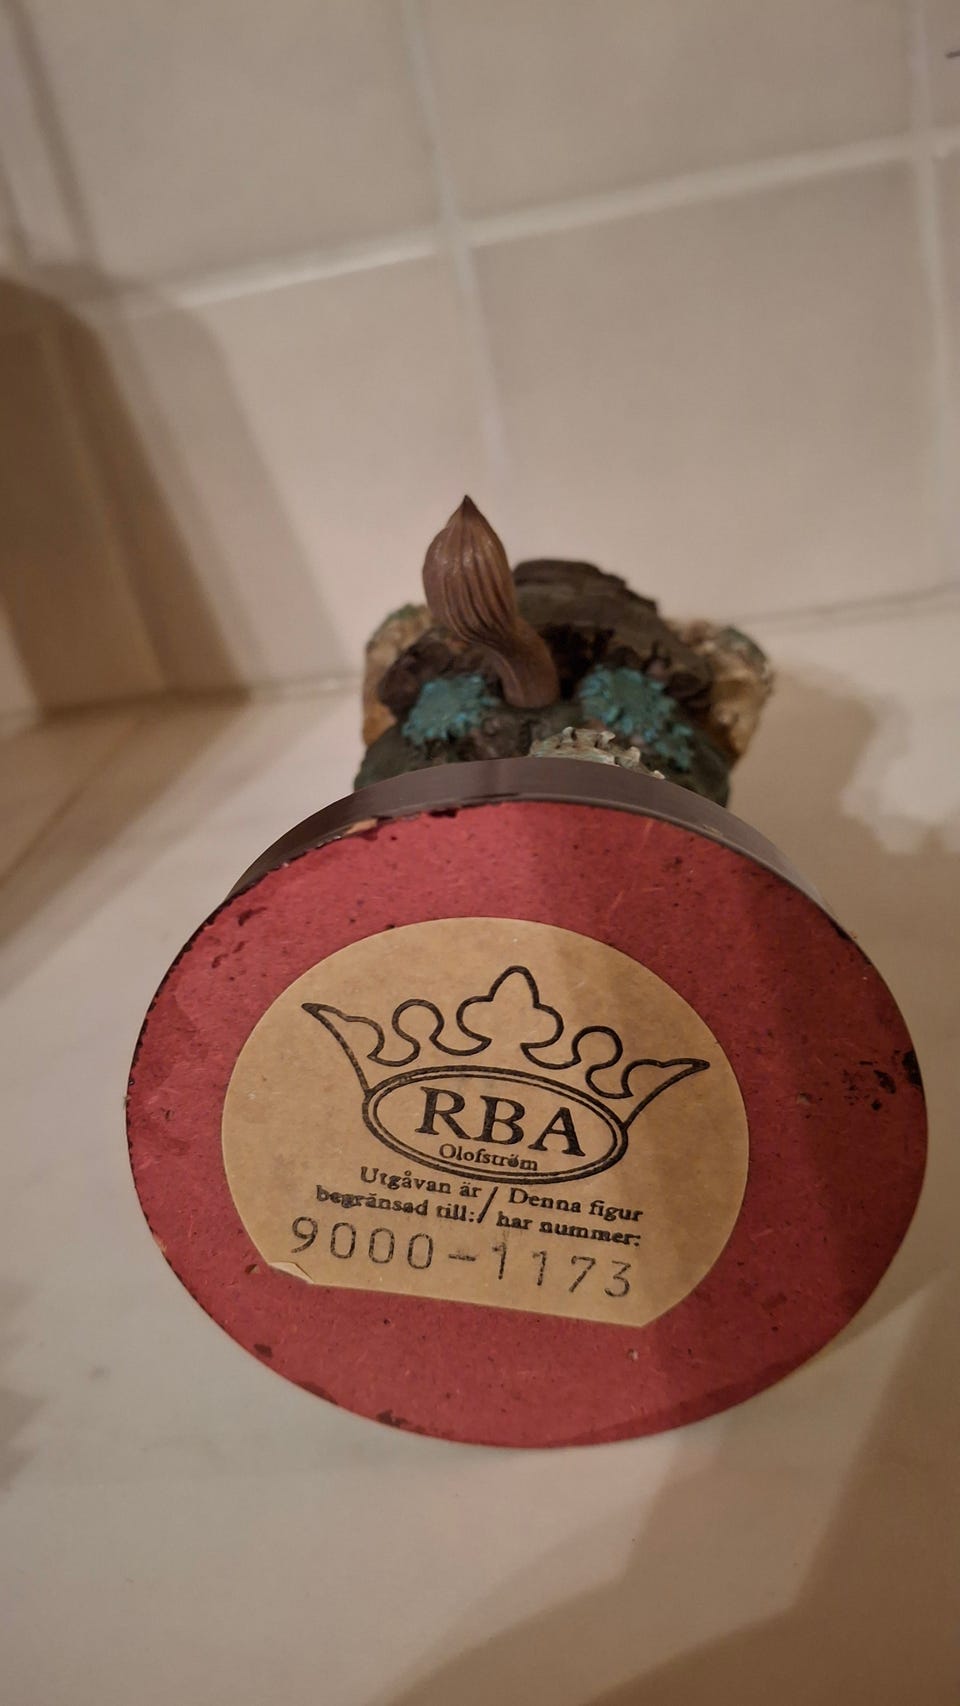 RBA
Olofström
Utgåvan är / Denna figur
begränsad till: / har nummer:
9000-1173